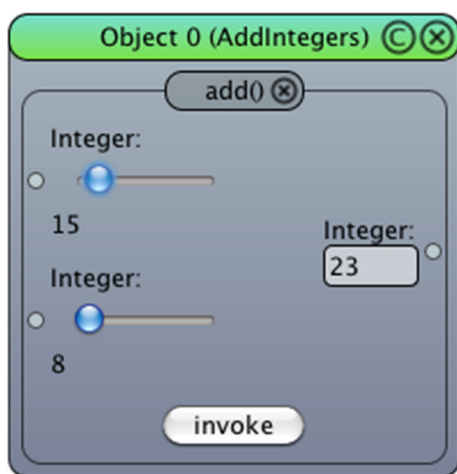 Object 0 (AddIntegers) C
add()
Integer:
15
Integer:
8
Integer:
23
invoke